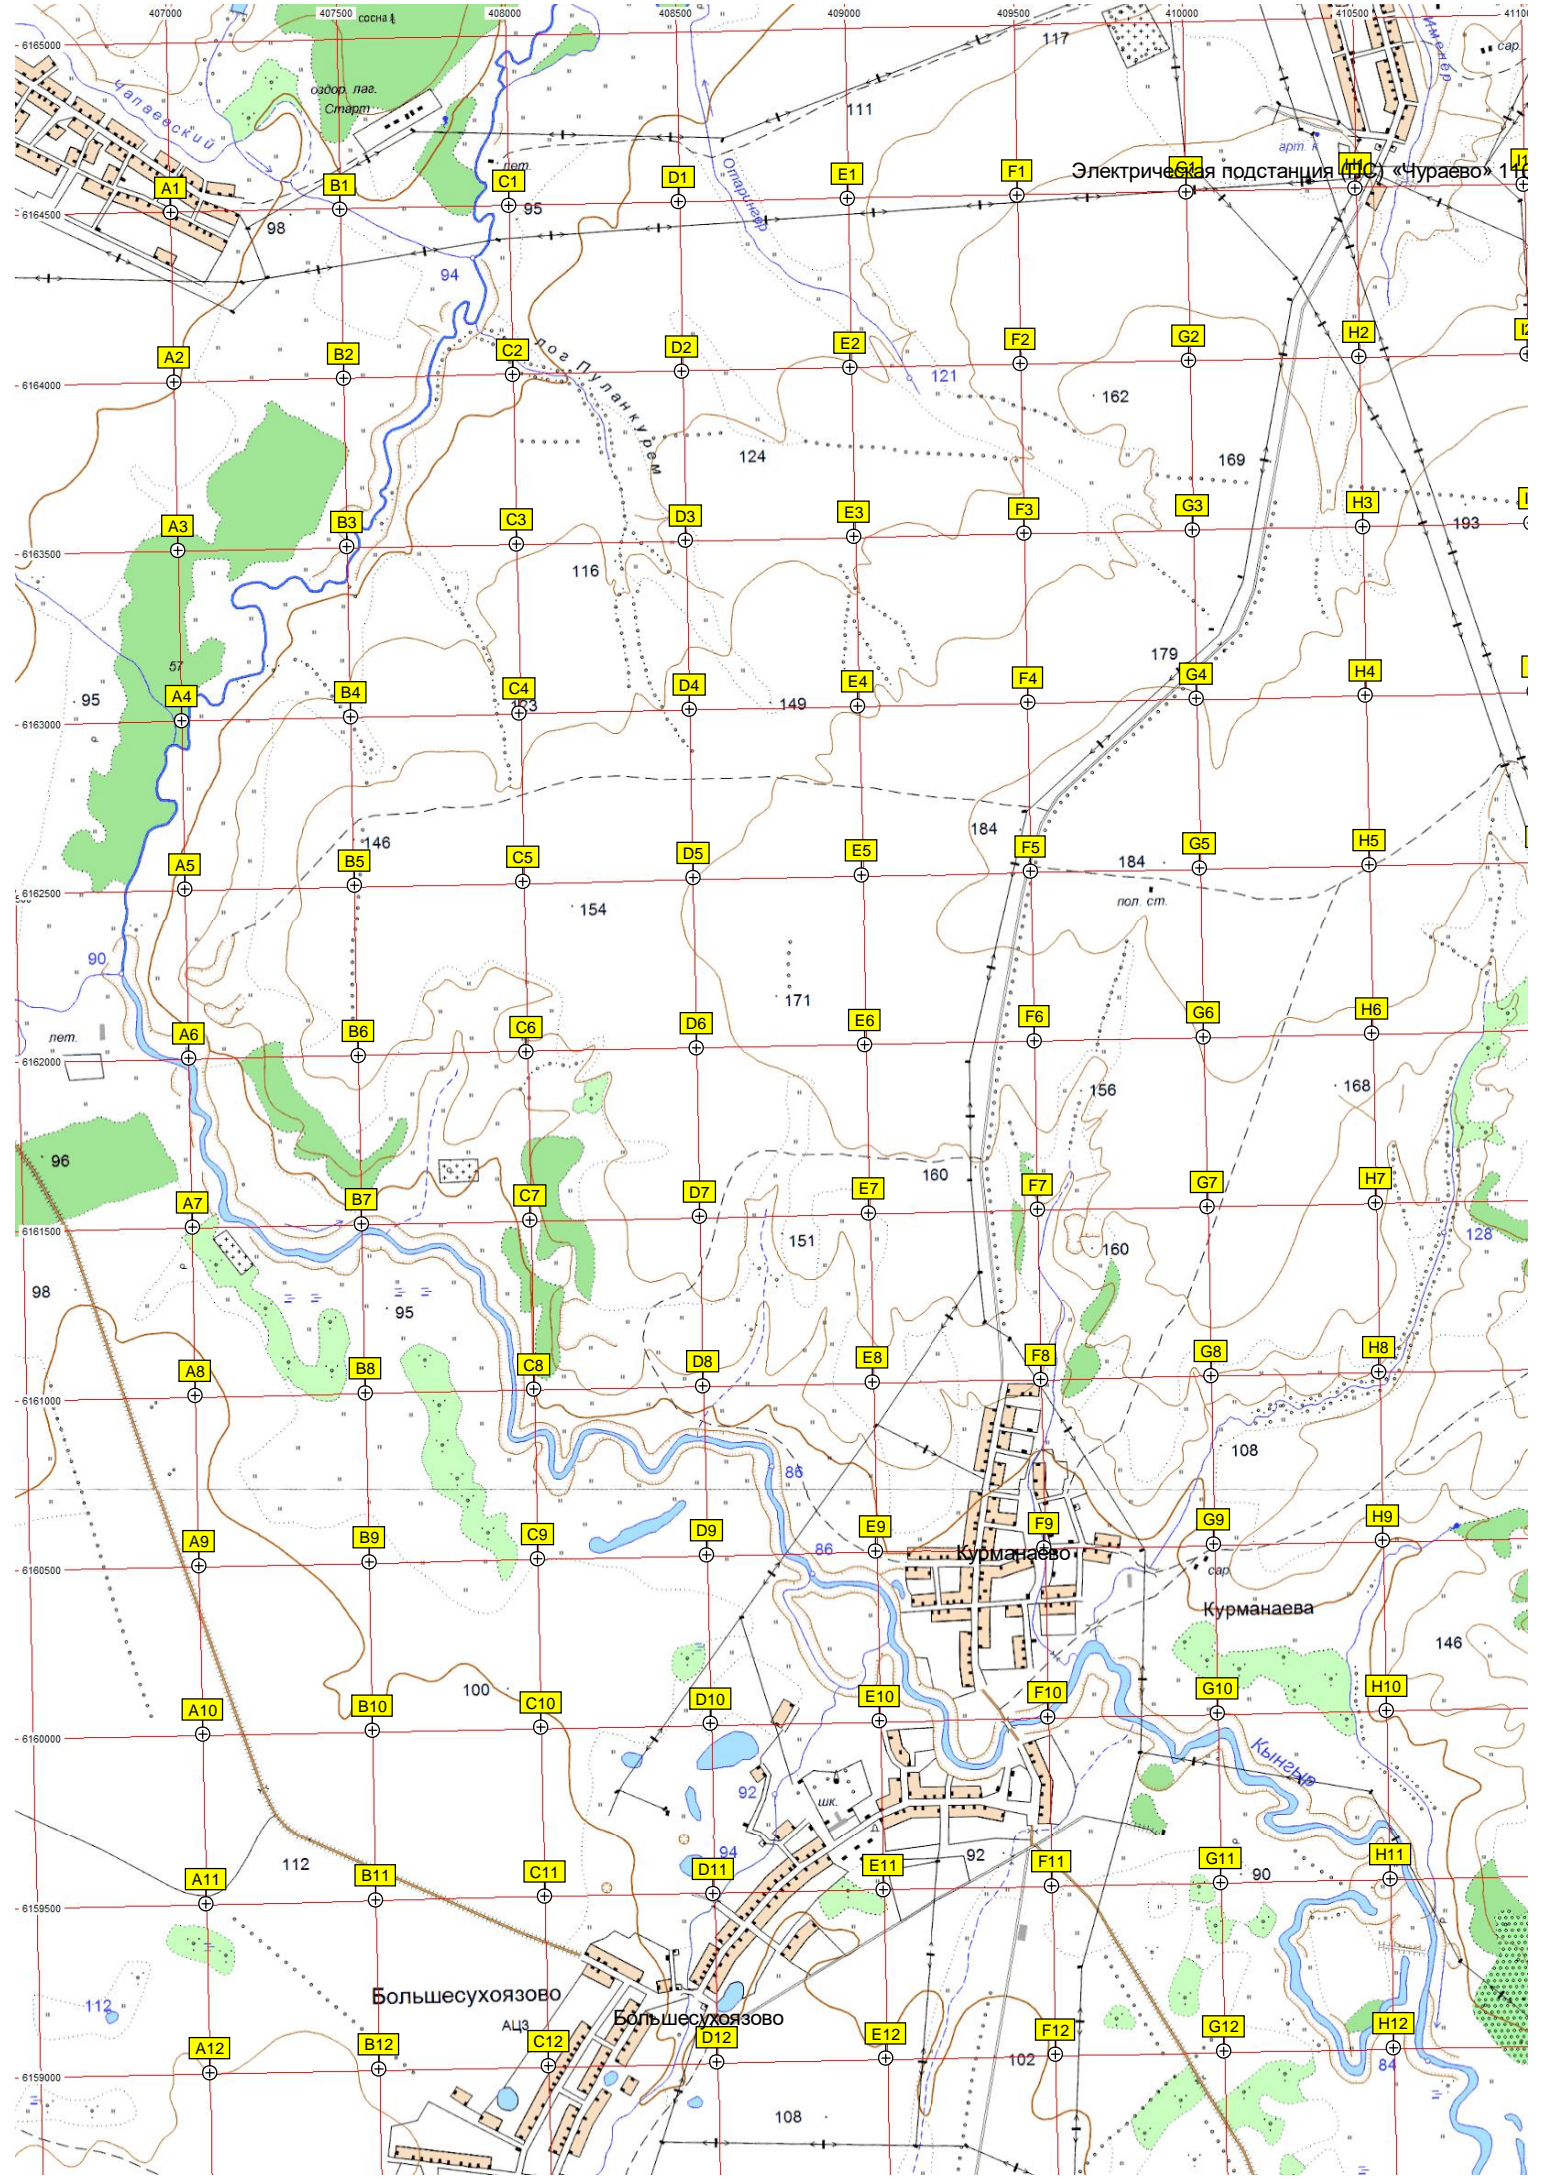 407000 407500 408000 408500 409000 409500 410000 410500
6165000
сосна
117
Именер
сар.
Чапаевский
оздор. лаг.
Старт
111
арт. к
лет.
Отарингер
Электрическая подстанция (ПС) «Чураево» 110
A1 B1 C1 D1 E1 F1 G1 H1 I1
6164500
98
95
94
A2 B2 C2 D2 E2 F2 G2 H2
лог Пуланкурем
6164000
121
162
124
169
A3 B3 C3 D3 E3 F3 G3 H3
193
6163500
116
57
179
A4 B4 C4 D4 E4 F4 G4 H4
95
149
6163000
146
184
184
A5 B5 C5 D5 E5 F5 G5 H5
6162500
пол. ст.
154
90
171
лет.
A6 B6 C6 D6 E6 F6 G6 H6
6162000
156
168
96
160
A7 B7 C7 D7 E7 F7 G7 H7
6161500
151
160
128
98
95
A8 B8 C8 D8 E8 F8 G8 H8
6161000
108
86
A9 B9 C9 D9 E9 F9 G9 H9
86
Курманаево
6160500
сар.
Курманаева
146
100
A10 B10 C10 D10 E10 F10 G10 H10
6160000
Кынгыр
92
шк.
94
92
112
90
A11 B11 C11 D11 E11 F11 G11 H11
6159500
Большесухоязово
112
Большесухоязово
АЦЗ
A12 B12 C12 D12 E12 F12 G12 H12
102
84
6159000
108